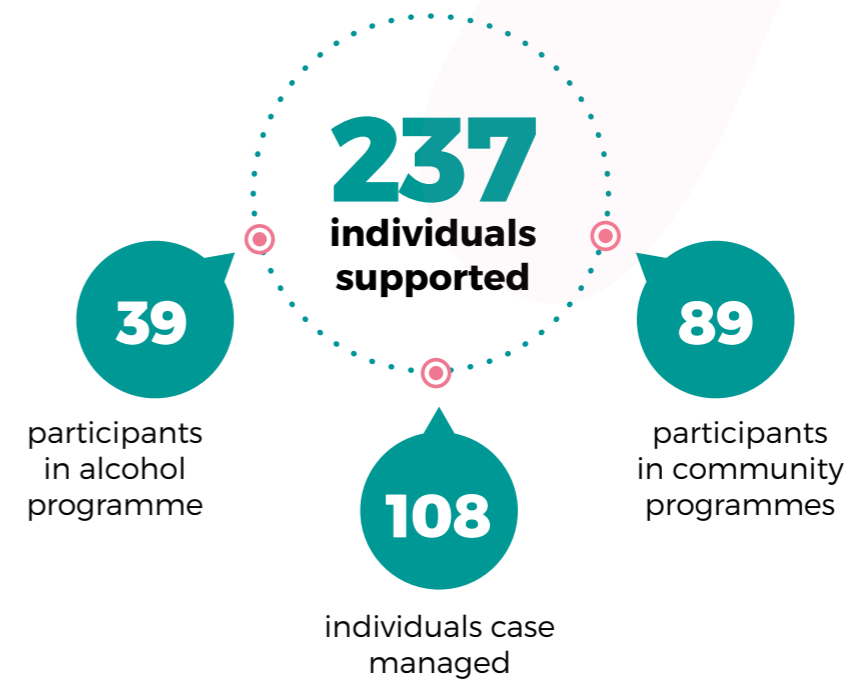 237
individuals
supported
39
participants
in alcohol
programme
108
individuals case
managed
89
participants
in community
programmes